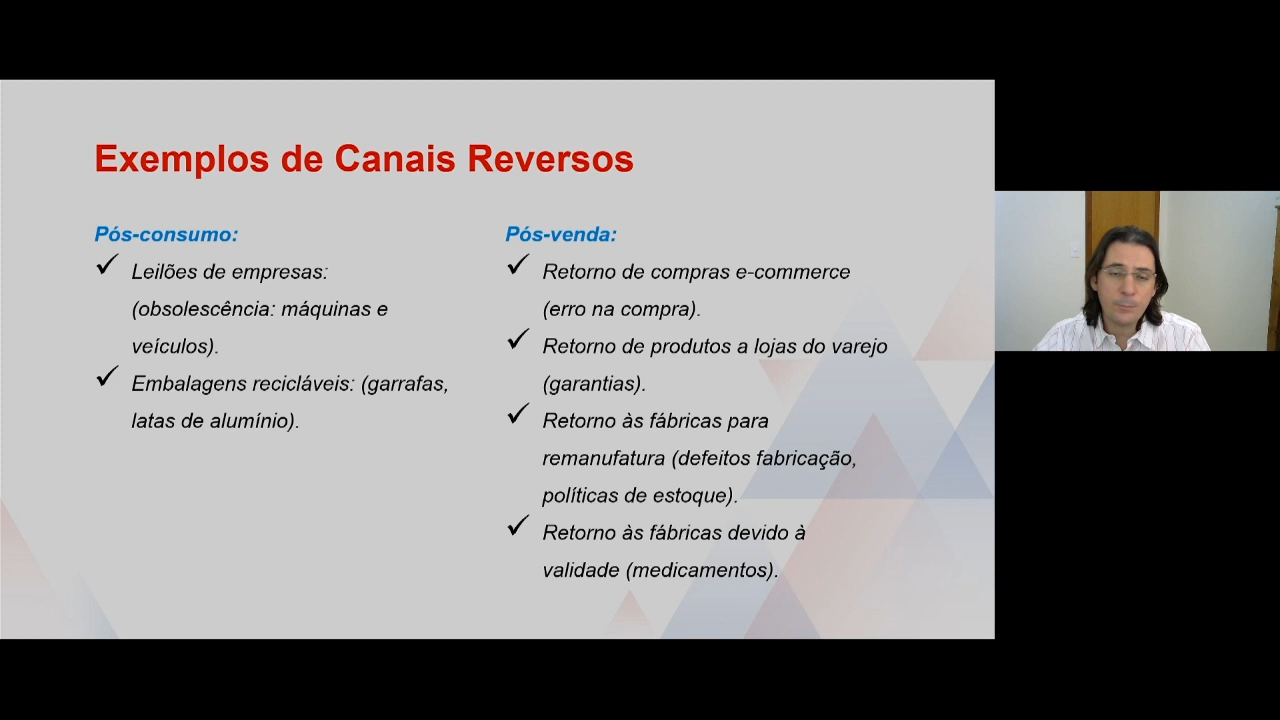 Exemplos de Canais Reversos
Pós-consumo:
✓ Leilões de empresas:
(obsolescência: máquinas e
veículos).
✓ Embalagens recicláveis: (garrafas,
latas de alumínio).
Pós-venda:
✓ Retorno de compras e-commerce
(erro na compra).
✓ Retorno de produtos a lojas do varejo
(garantias).
✓ Retorno às fábricas para
remanufatura (defeitos fabricação,
políticas de estoque).
✓ Retorno às fábricas devido à
validade (medicamentos).